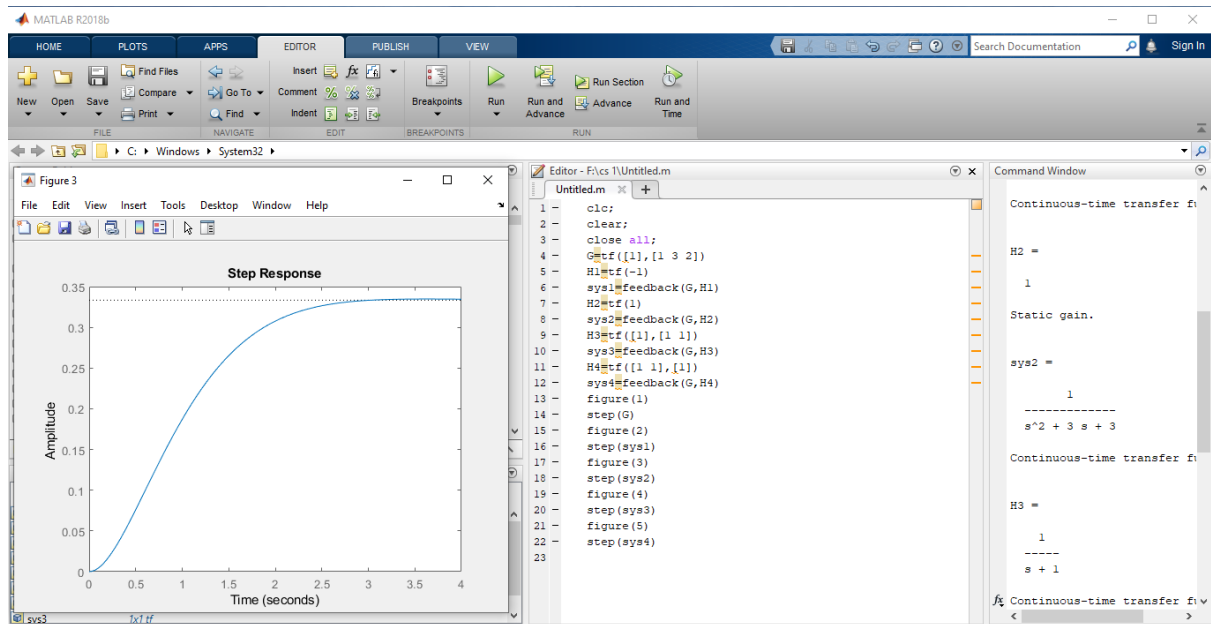 MATLAB R2018b
HOME PLOTS APPS EDITOR PUBLISH VIEW
Search Documentation
Sign In
New
Open
Save
Find Files
Compare
Print
FILE
Go To
Find
NAVIGATE
Insert fx
Comment %
Indent
EDIT
Breakpoints
BREAKPOINTS
Run
Run and Advance
Run Section
Advance
Run and Time
RUN
C: Windows System32
Figure 3
File Edit View Insert Tools Desktop Window Help
Step Response
0.35
0.3
0.25
0.2
0.15
0.1
0.05
0
Amplitude
0 0.5 1 1.5 2 2.5 3 3.5 4
Time (seconds)
sys3 1x1 tf
Editor - F:\cs 1\Untitled.m
Untitled.m +
1 - clc;
2 - clear;
3 - close all;
4 - G=tf([1],[1 3 2])
5 - H1=tf(-1)
6 - sys1=feedback(G,H1)
7 - H2=tf(1)
8 - sys2=feedback(G,H2)
9 - H3=tf([1],[1 1])
10 - sys3=feedback(G,H3)
11 - H4=tf([1 1],[1])
12 - sys4=feedback(G,H4)
13 - figure(1)
14 - step(G)
15 - figure(2)
16 - step(sys1)
17 - figure(3)
18 - step(sys2)
19 - figure(4)
20 - step(sys3)
21 - figure(5)
22 - step(sys4)
23
Command Window
Continuous-time transfer
H2 =
1
Static gain.
sys2 =
1
-------------
s^2 + 3 s + 3
Continuous-time transfer
H3 =
1
-----
s + 1
fx Continuous-time transfer